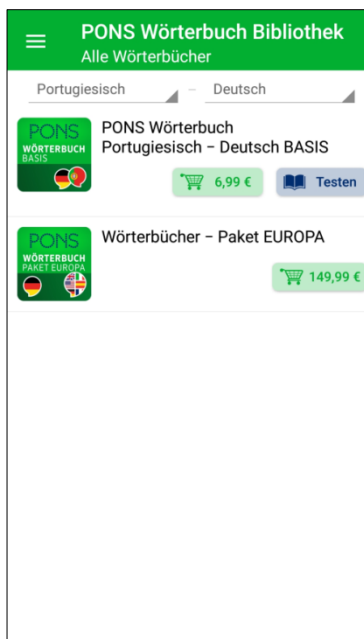 PONS Wörterbuch Bibliothek
Alle Wörterbücher
Portugiesisch – Deutsch
PONS
WÖRTERBUCH
BASIS
PONS Wörterbuch
Portugiesisch – Deutsch BASIS
6,99 € Testen
PONS
WÖRTERBUCH
PAKET EUROPA
Wörterbücher – Paket EUROPA
149,99 €